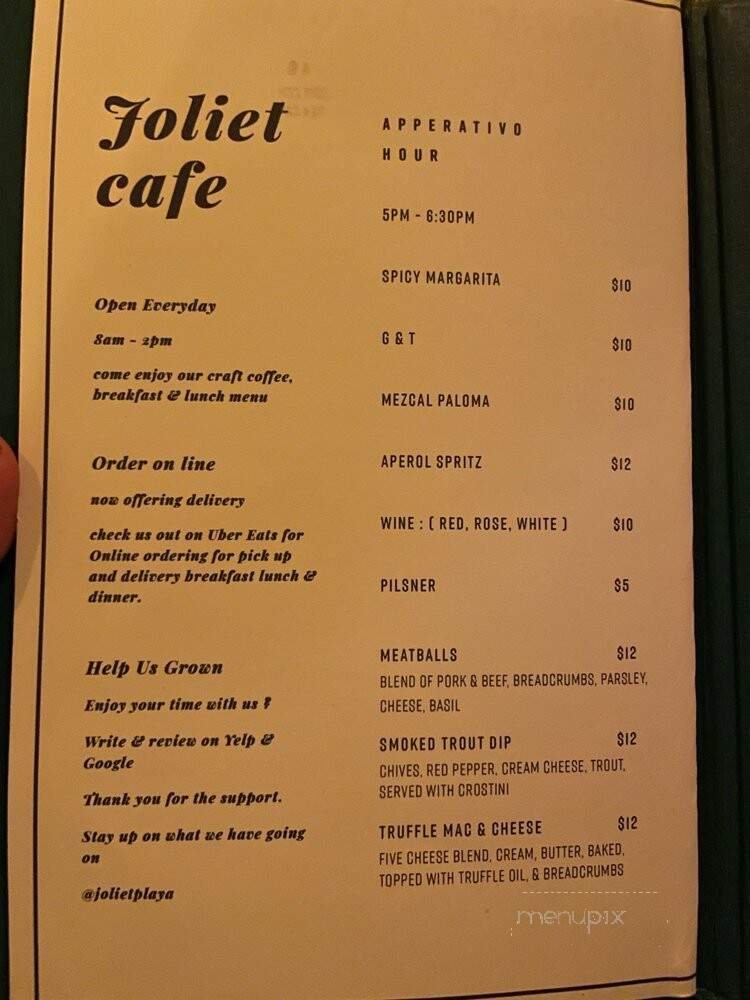 Joliet
cafe
Open Everyday
8am - 2pm
come enjoy our craft coffee,
breakfast & lunch menu
Order on line
now offering delivery
check us out on Uber Eats for
Online ordering for pick up
and delivery breakfast lunch &
dinner.
Help Us Grown
Enjoy your time with us ?
Write & review on Yelp &
Google
Thank you for the support.
Stay up on what we have going
on
@jolietplaya
APPERATIVO
HOUR
5PM - 6:30PM
SPICY MARGARITA $10
G & T $10
MEZCAL PALOMA $10
APEROL SPRITZ $12
WINE : ( RED, ROSE, WHITE ) $10
PILSNER $5
MEATBALLS $12
BLEND OF PORK & BEEF, BREADCRUMBS, PARSLEY,
CHEESE, BASIL
SMOKED TROUT DIP $12
CHIVES, RED PEPPER, CREAM CHEESE, TROUT,
SERVED WITH CROSTINI
TRUFFLE MAC & CHEESE $12
FIVE CHEESE BLEND, CREAM, BUTTER, BAKED,
TOPPED WITH TRUFFLE OIL, & BREADCRUMBS
menupix